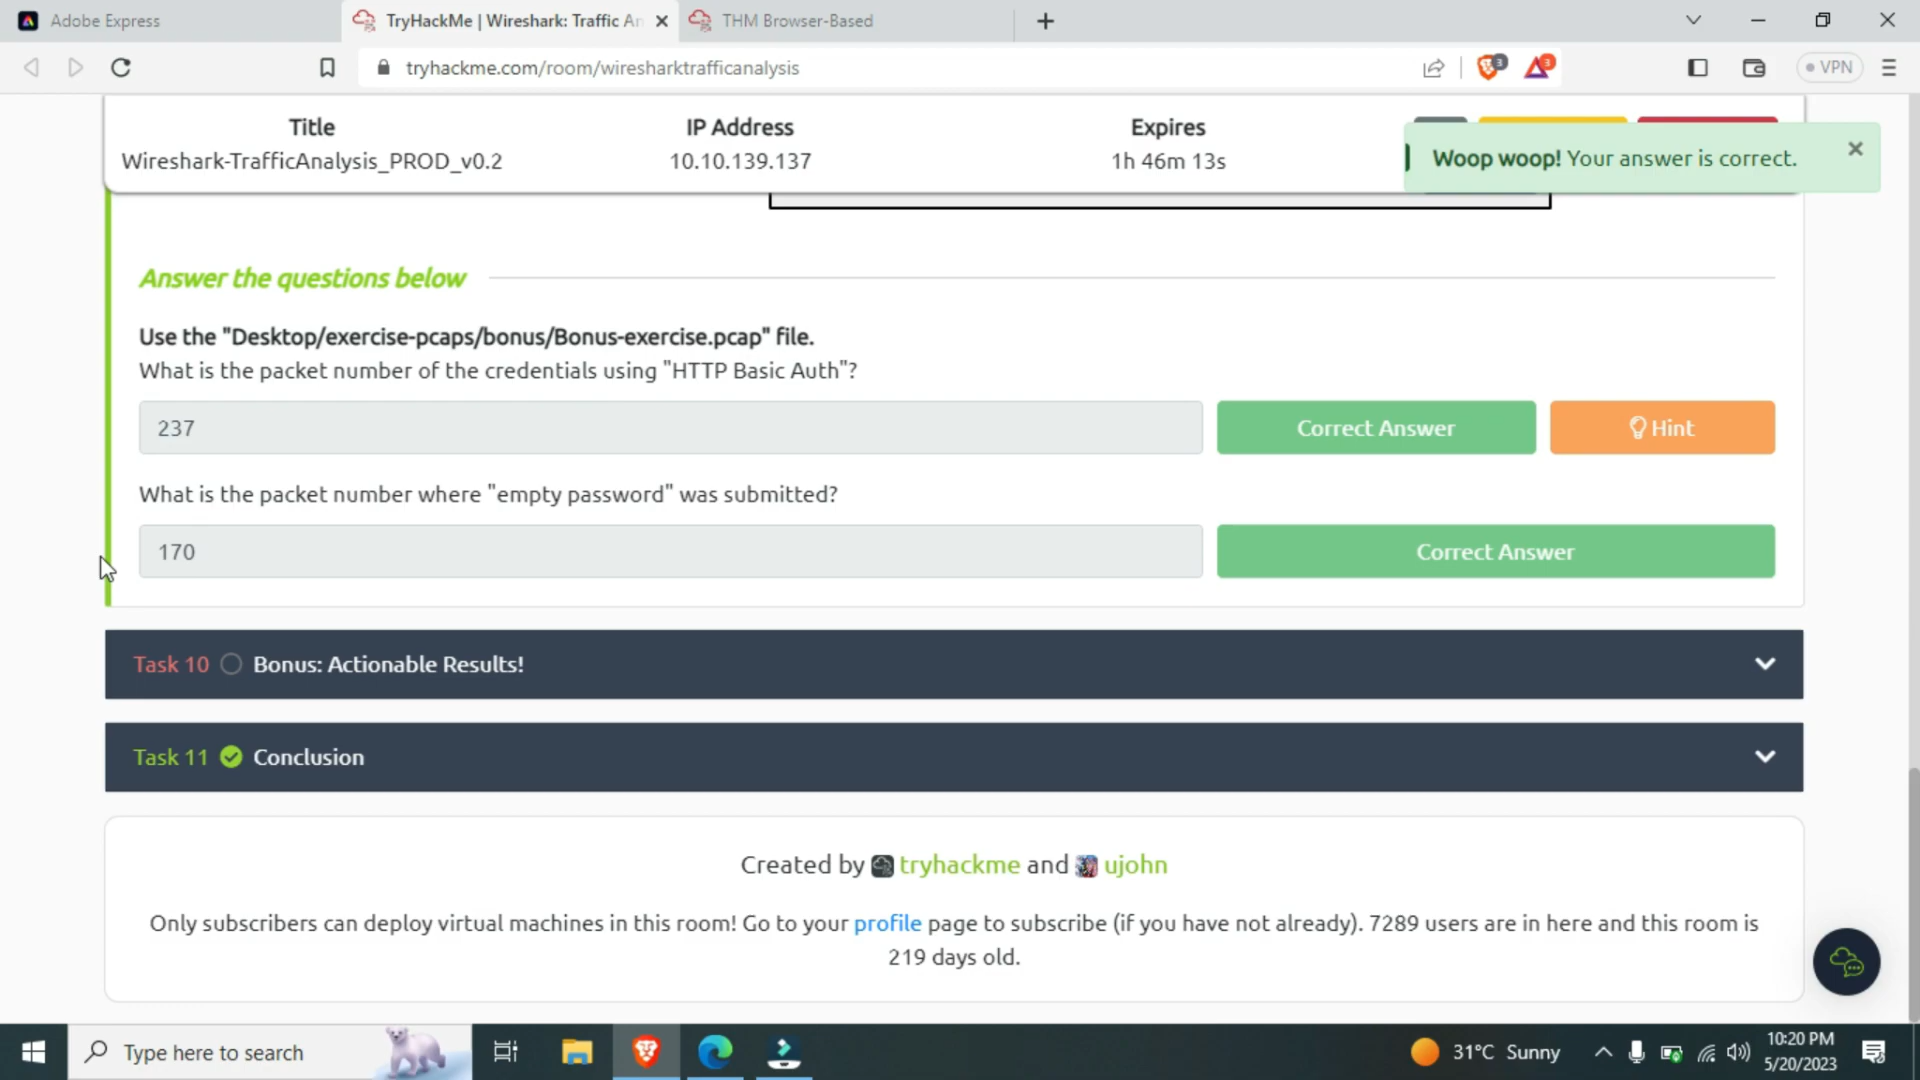 Adobe Express
TryHackMe | Wireshark: Traffic An
THM Browser-Based
tryhackme.com/room/wiresharktrafficanalysis
3
3
VPN
Title
IP Address
Expires
Wireshark-TrafficAnalysis_PROD_v0.2
10.10.139.137
1h 46m 13s
Woop woop! Your answer is correct.
Answer the questions below
Use the "Desktop/exercise-pcaps/bonus/Bonus-exercise.pcap" file.
What is the packet number of the credentials using "HTTP Basic Auth"?
237
Correct Answer
Hint
What is the packet number where "empty password" was submitted?
170
Correct Answer
Task 10 Bonus: Actionable Results!
Task 11 Conclusion
Created by tryhackme and ujohn
Only subscribers can deploy virtual machines in this room! Go to your profile page to subscribe (if you have not already). 7289 users are in here and this room is
219 days old.
Type here to search
31°C Sunny
10:20 PM
5/20/2023